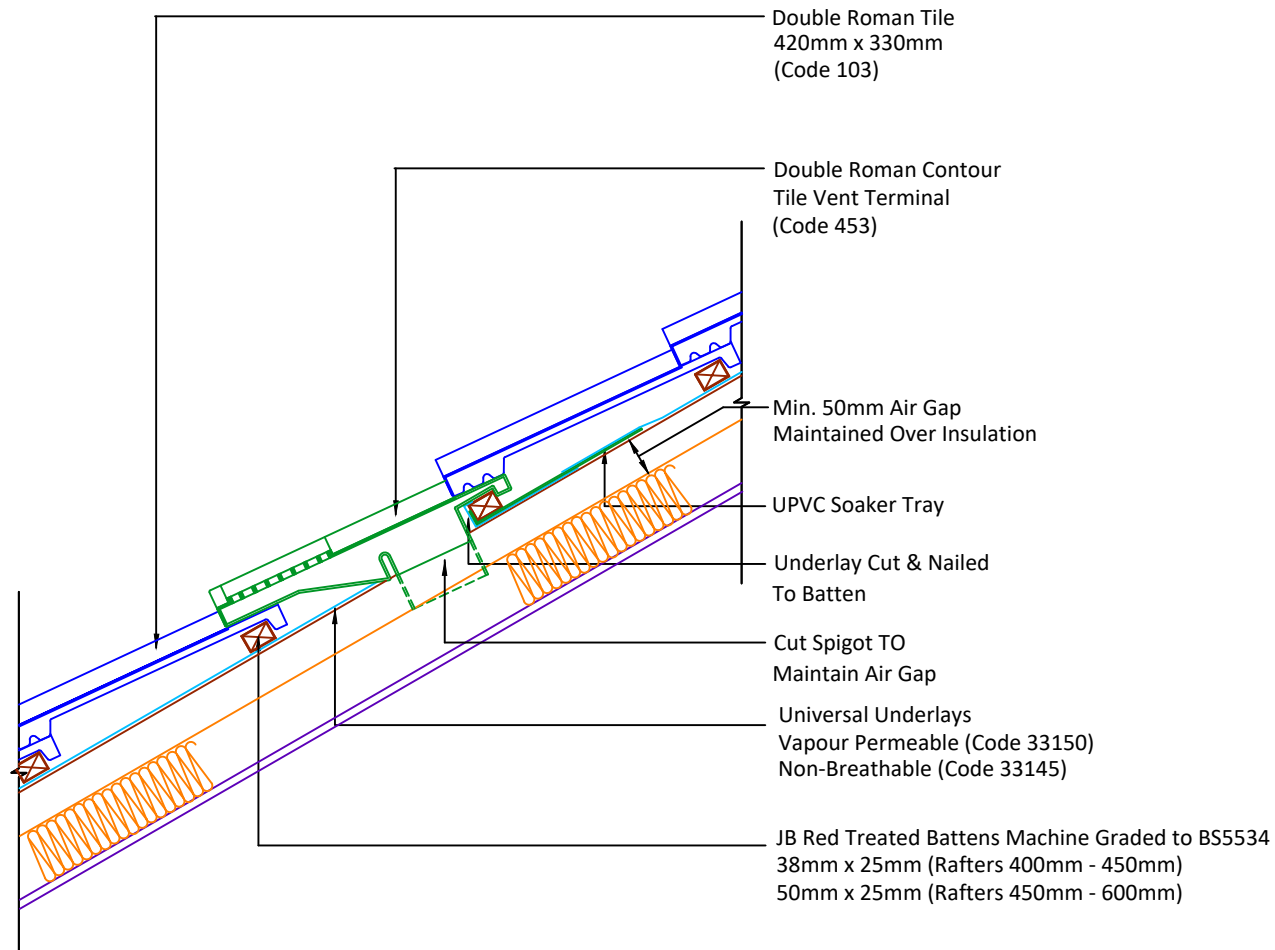 Double Roman Tile
420mm x 330mm
(Code 103)
Double Roman Contour
Tile Vent Terminal
(Code 453)
Min. 50mm Air Gap
Maintained Over Insulation
UPVC Soaker Tray
Underlay Cut & Nailed
To Batten
Cut Spigot TO
Maintain Air Gap
Universal Underlays
Vapour Permeable (Code 33150)
Non-Breathable (Code 33145)
JB Red Treated Battens Machine Graded to BS5534
38mm x 25mm (Rafters 400mm - 450mm)
50mm x 25mm (Rafters 450mm - 600mm)